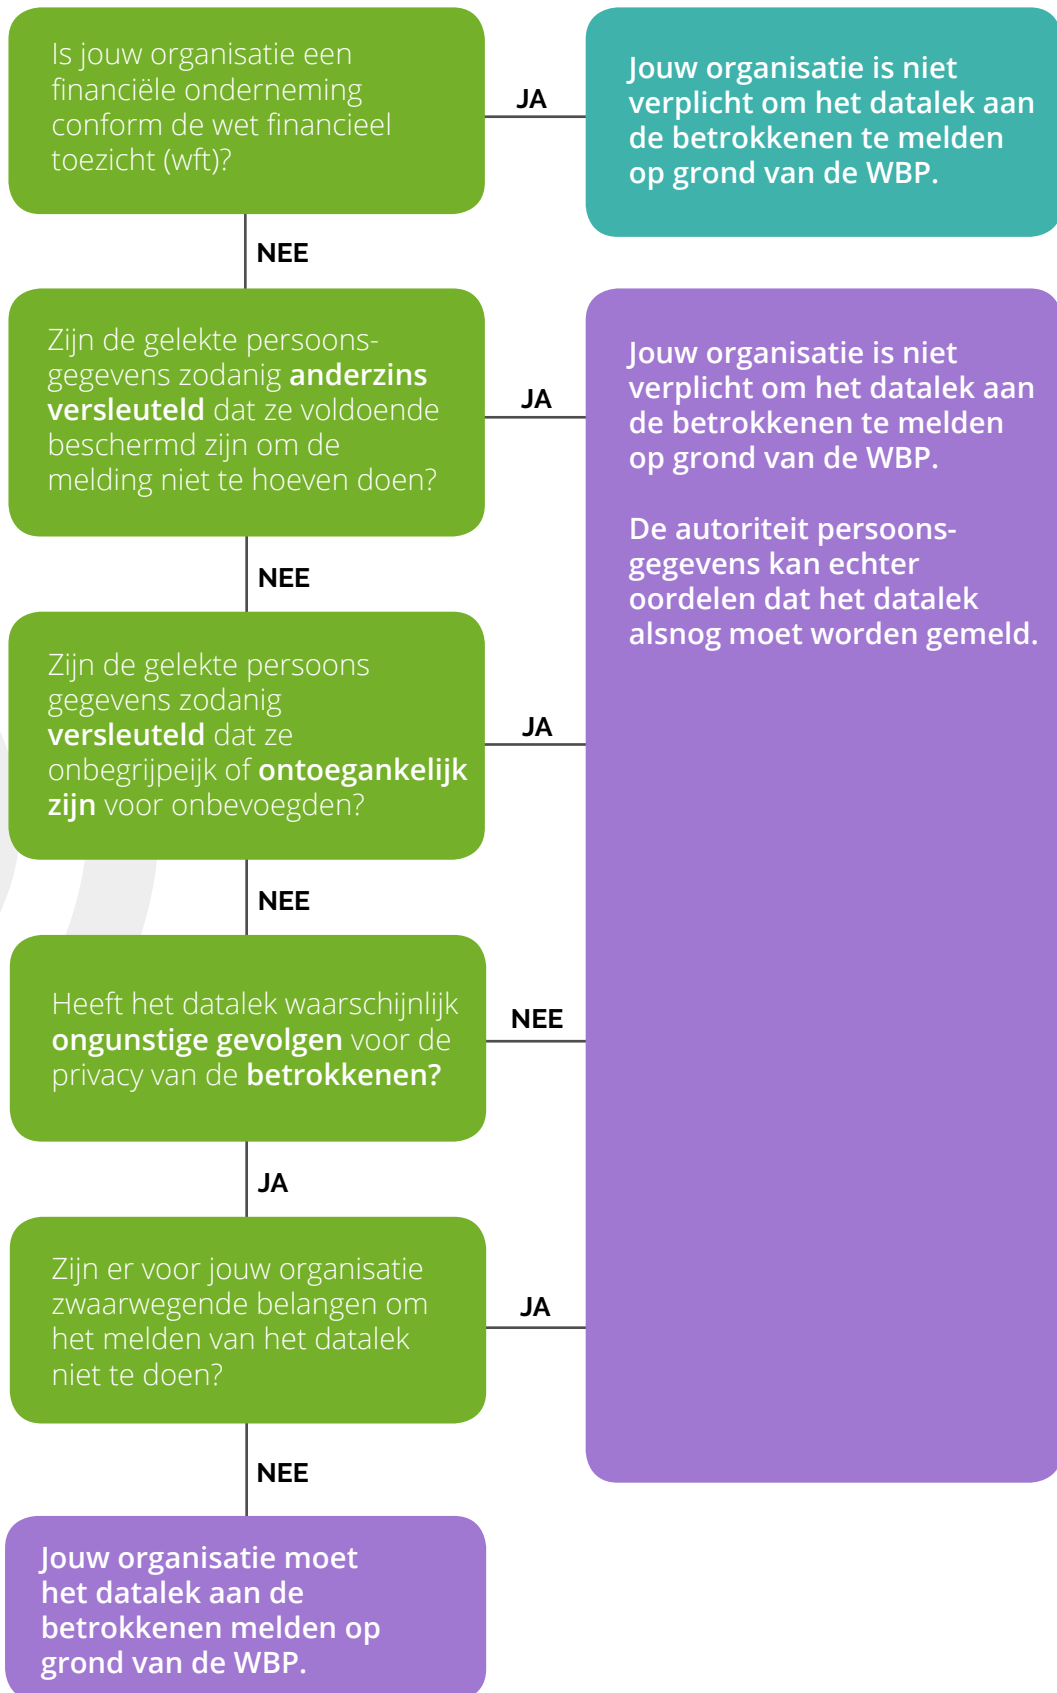 Is jouw organisatie een
financiële onderneming
conform de wet financieel
toezicht (wft)?
JA
Jouw organisatie is niet
verplicht om het datalek aan
de betrokkenen te melden
op grond van de WBP.
NEE
Zijn de gelekte persoons-
gegevens zodanig anderzins
versleuteld dat ze voldoende
beschermd zijn om de
melding niet te hoeven doen?
JA
Jouw organisatie is niet
verplicht om het datalek aan
de betrokkenen te melden
op grond van de WBP.
De autoriteit persoons-
gegevens kan echter
oordelen dat het datalek
alsnog moet worden gemeld.
NEE
Zijn de gelekte persoons
gegevens zodanig
versleuteld dat ze
onbegrijpeijk of ontoegankelijk
zijn voor onbevoegden?
JA
NEE
Heeft het datalek waarschijnlijk
ongunstige gevolgen voor de
privacy van de betrokkenen?
NEE
JA
Zijn er voor jouw organisatie
zwaarwegende belangen om
het melden van het datalek
niet te doen?
JA
NEE
Jouw organisatie moet
het datalek aan de
betrokkenen melden op
grond van de WBP.